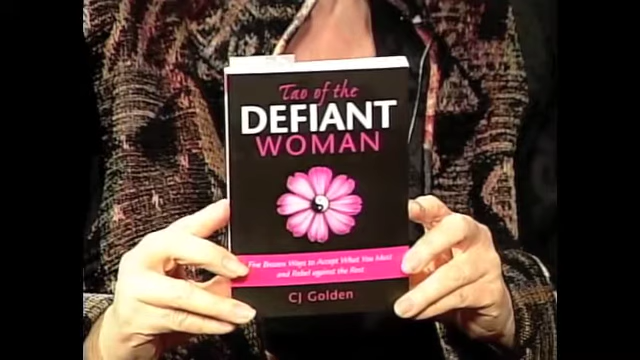 Tao of the
DEFIANT
WOMAN
Five Brazen Ways to Accept What You Must
and Rebel against the Rest
CJ Golden